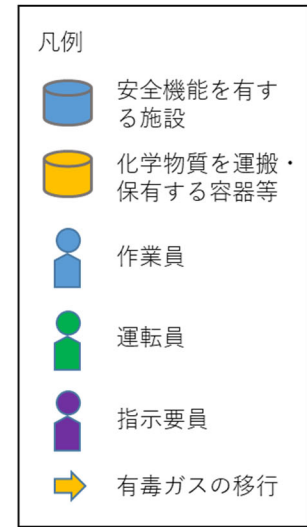 凡例
安全機能を有す
る施設
化学物質を運搬・
保有する容器等
作業員
運転員
指示要員
有毒ガスの移行